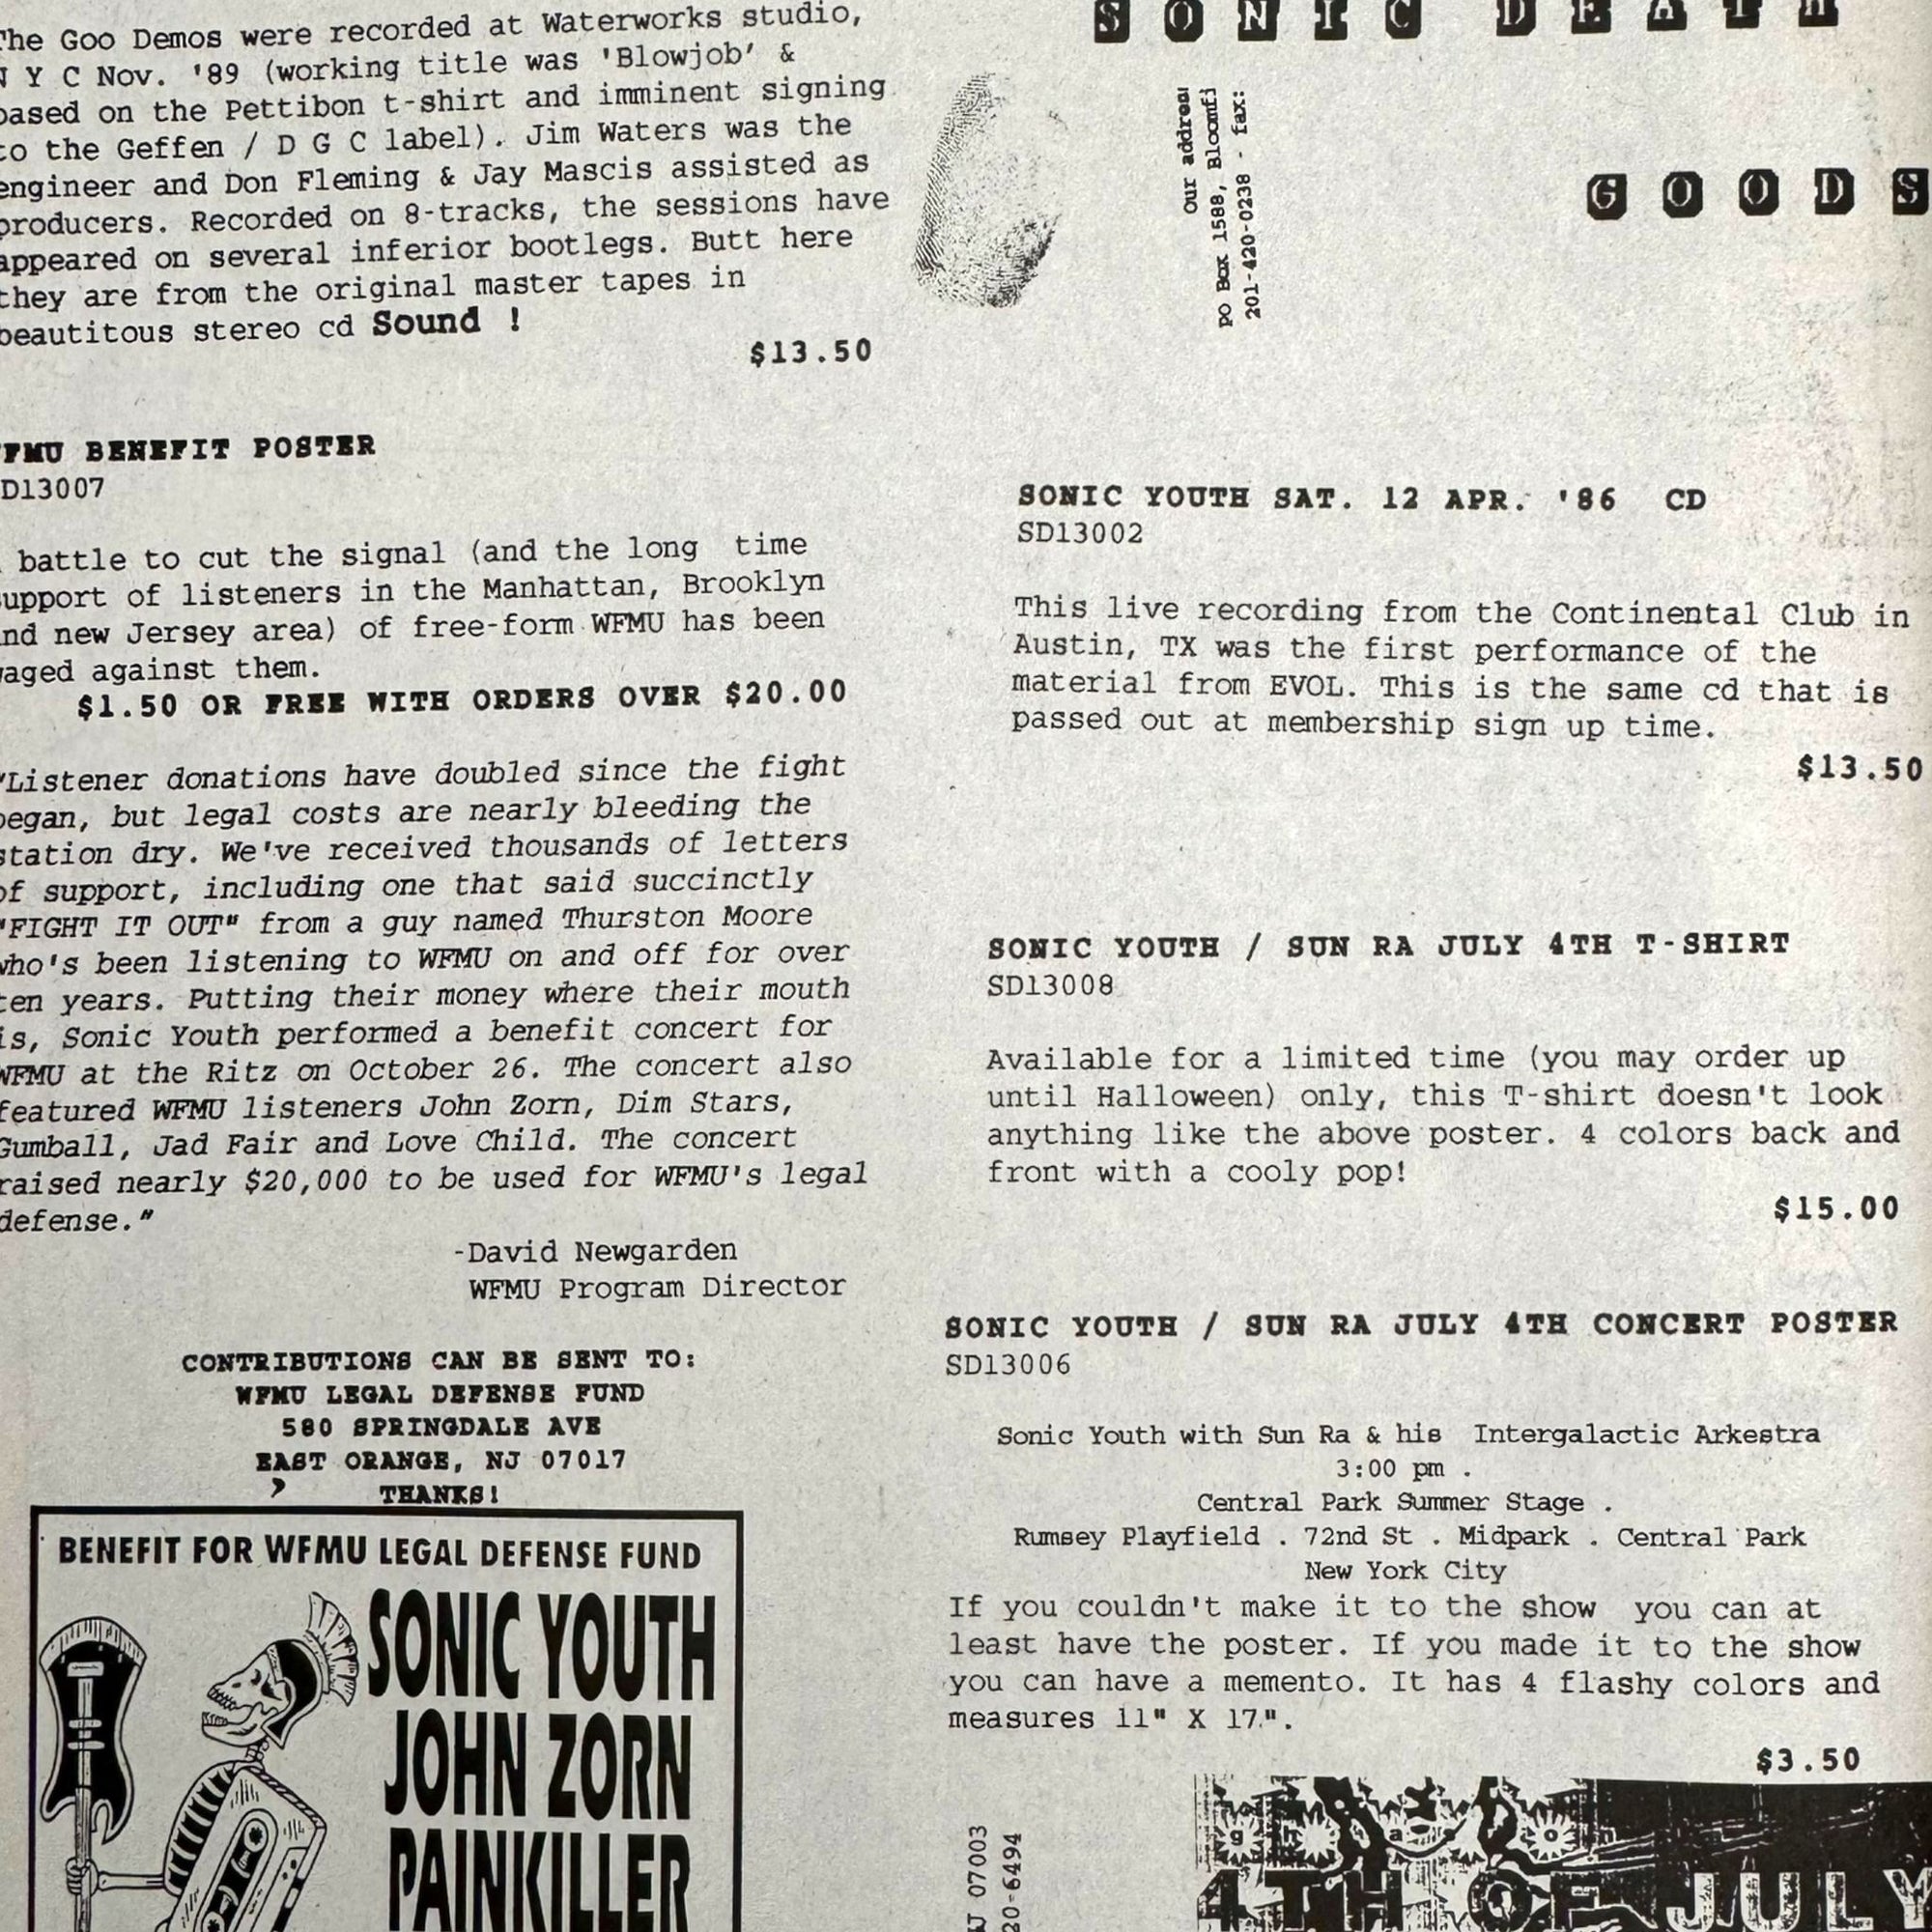 The Goo Demos were recorded at Waterworks studio,
N Y C Nov. '89 (working title was 'Blowjob' &
based on the Pettibon t-shirt and imminent signing
to the Geffen / D G C label). Jim Waters was the
engineer and Don Fleming & Jay Mascis assisted as
producers. Recorded on 8-tracks, the sessions have
appeared on several inferior bootlegs. Butt here
they are from the original master tapes in
beautitous stereo cd Sound !
$13.50
FMU BENEFIT POSTER
D13007
battle to cut the signal (and the long time
support of listeners in the Manhattan, Brooklyn
and new Jersey area) of free-form WFMU has been
waged against them.
$1.50 OR FREE WITH ORDERS OVER $20.00
"Listener donations have doubled since the fight
began, but legal costs are nearly bleeding the
station dry. We've received thousands of letters
of support, including one that said succinctly
"FIGHT IT OUT" from a guy named Thurston Moore
who's been listening to WFMU on and off for over
ten years. Putting their money where their mouth
is, Sonic Youth performed a benefit concert for
WFMU at the Ritz on October 26. The concert also
featured WFMU listeners John Zorn, Dim Stars,
Gumball, Jad Fair and Love Child. The concert
raised nearly $20,000 to be used for WFMU's legal
defense."
-David Newgarden
WFMU Program Director
CONTRIBUTIONS CAN BE SENT TO:
WFMU LEGAL DEFENSE FUND
580 SPRINGDALE AVE
EAST ORANGE, NJ 07017
THANKS!
BENEFIT FOR WFMU LEGAL DEFENSE FUND
SONIC YOUTH
JOHN ZORN
PAINKILLER
SONIC DEATH
GOODS
our address
po Box 1588, Bloomfi
201-420-0238 - fax:
SONIC YOUTH SAT. 12 APR. '86 CD
SD13002
This live recording from the Continental Club in
Austin, TX was the first performance of the
material from EVOL. This is the same cd that is
passed out at membership sign up time.
$13.50
SONIC YOUTH / SUN RA JULY 4TH T-SHIRT
SD13008
Available for a limited time (you may order up
until Halloween) only, this T-shirt doesn't look
anything like the above poster. 4 colors back and
front with a cooly pop!
$15.00
SONIC YOUTH / SUN RA JULY 4TH CONCERT POSTER
SD13006
Sonic Youth with Sun Ra & his Intergalactic Arkestra
3:00 pm .
Central Park Summer Stage .
Rumsey Playfield . 72nd St . Midpark . Central Park
New York City
If you couldn't make it to the show you can at
least have the poster. If you made it to the show
you can have a memento. It has 4 flashy colors and
measures 11" X 17".
$3.50
NJ 07003
20-6494
4TH OF JULY